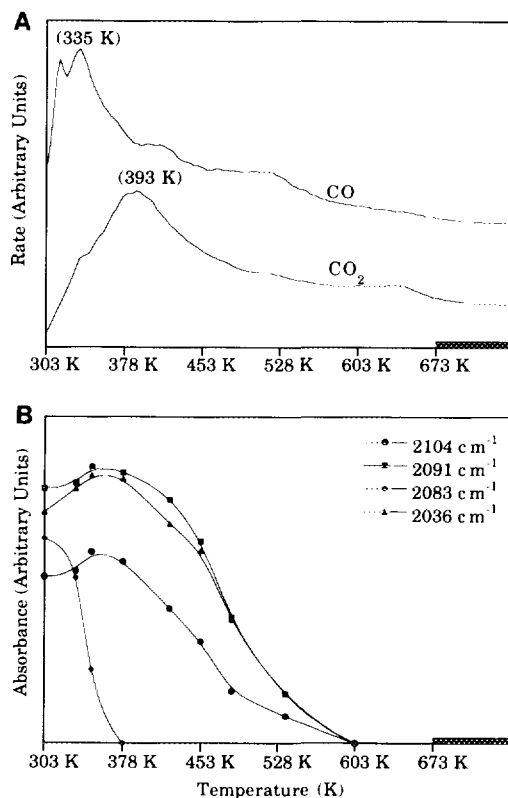 A
(335 K)
(393 K)
CO
CO2
Rate (Arbitrary Units)
303 K 378 K 453 K 528 K 603 K 673 K
B
2104 cm-1
2091 cm-1
2083 cm-1
2036 cm-1
Absorbance (Arbitrary Units)
303 K 378 K 453 K 528 K 603 K 673 K
Temperature (K)